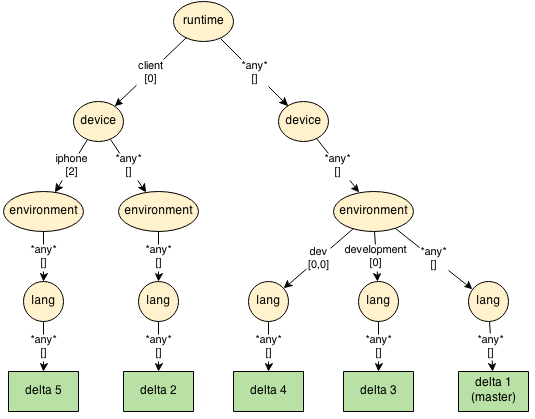 runtime
client
[0]
*any*
[]
device
device
iphone
[2]
*any*
[]
*any*
[]
environment
environment
environment
*any*
[]
*any*
[]
dev
[0,0]
development
[0]
*any*
[]
lang
lang
lang
lang
lang
*any*
[]
*any*
[]
*any*
[]
*any*
[]
*any*
[]
delta 5
delta 2
delta 4
delta 3
delta 1
(master)